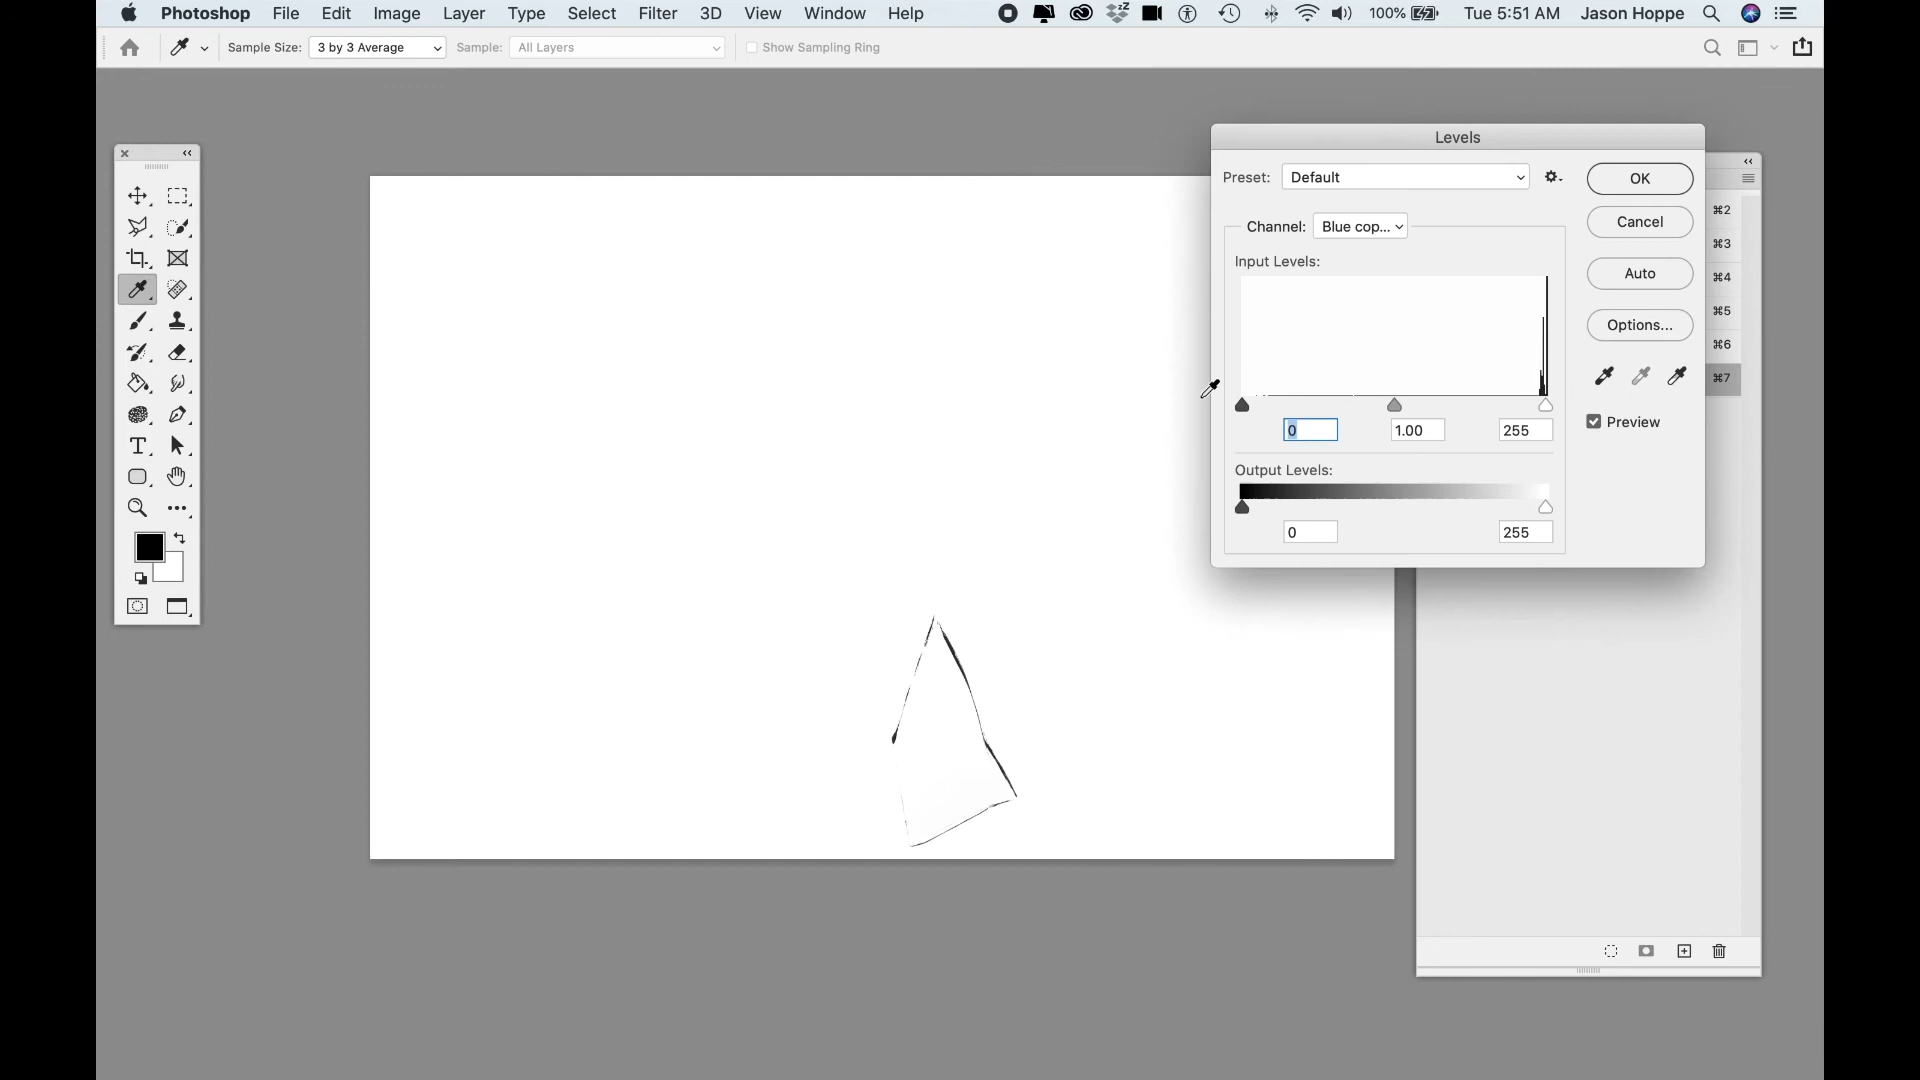 Photoshop File Edit Image Layer Type Select Filter 3D View Window Help 100% Tue 5:51 AM Jason Hoppe
Sample Size: 3 by 3 Average Sample: All Layers Show Sampling Ring
Levels
Preset: Default OK
⌘2
Channel: Blue cop... Cancel
⌘3
Input Levels: Auto
⌘4
⌘5
Options...
⌘6
⌘7
0 1.00 255 Preview
Output Levels:
0 255